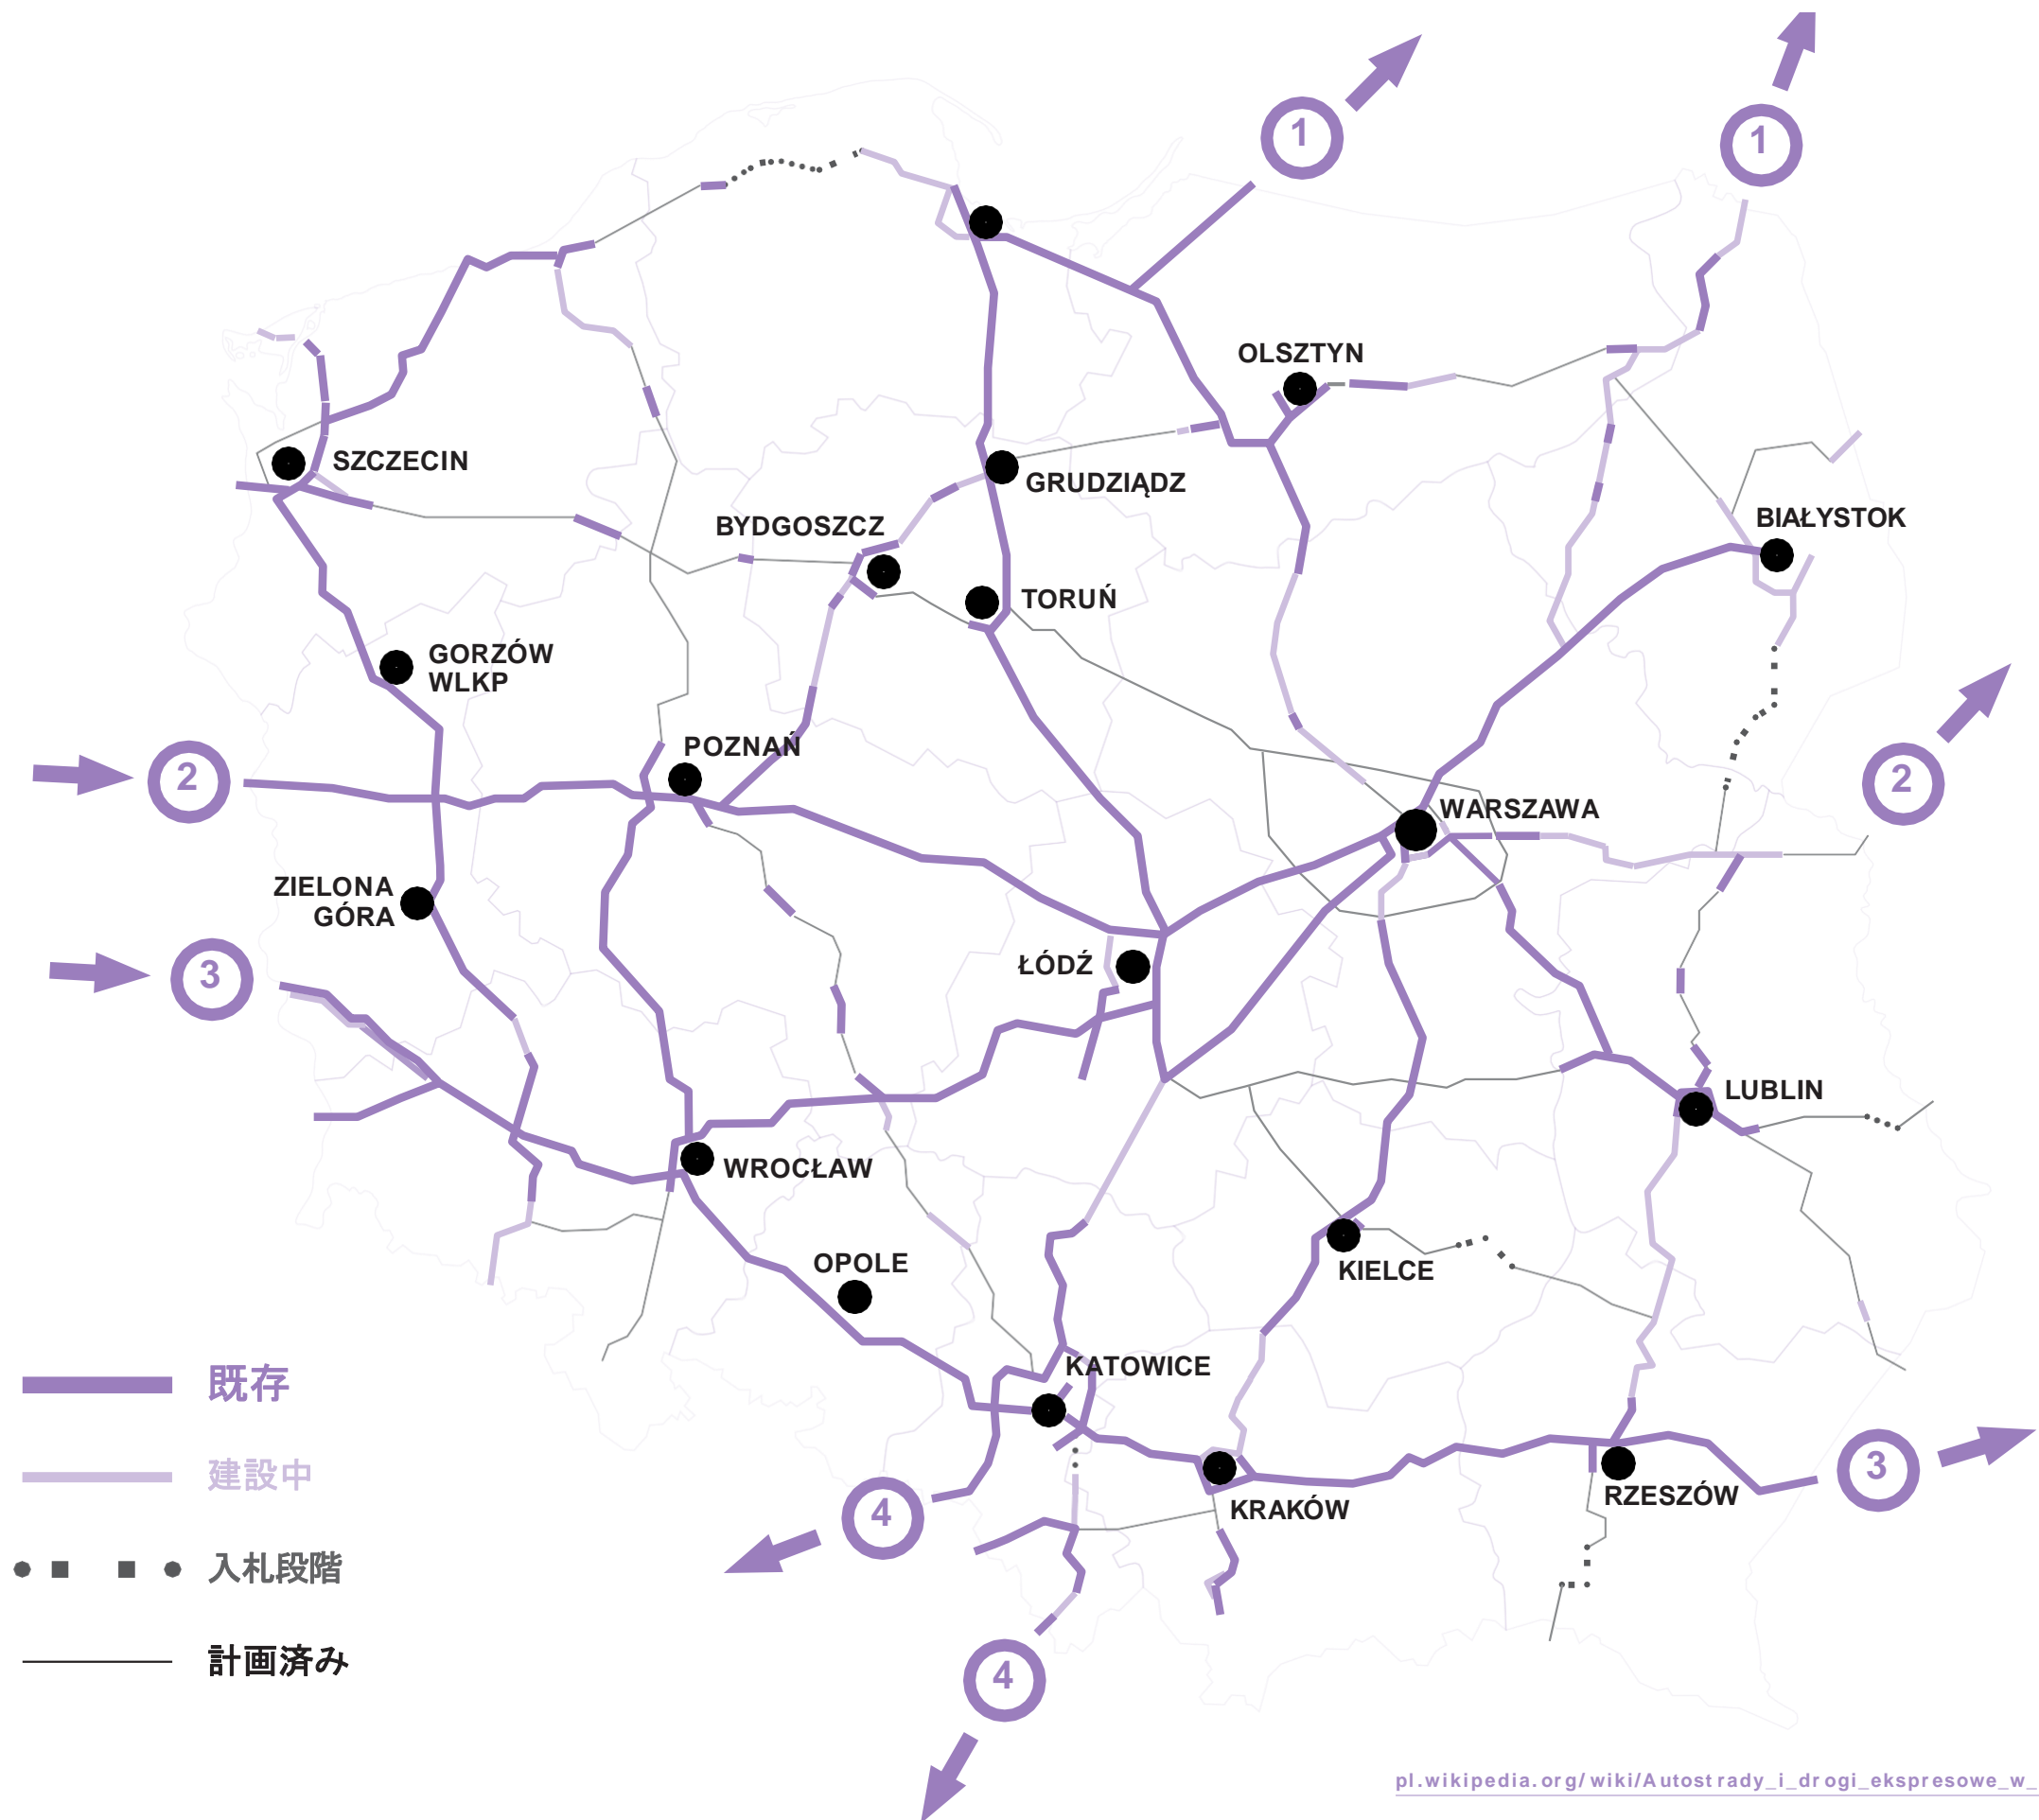 1
1
OLSZTYN
SZCZECIN
GRUDZIĄDZ
BYDGOSZCZ
BIAŁYSTOK
TORUŃ
GORZÓW
WLKP
POZNAŃ
2
2
WARSZAWA
ZIELONA
GÓRA
ŁÓDŹ
3
LUBLIN
WROCŁAW
OPOLE
KIELCE
KATOWICE
既存
建設中
3
RZESZÓW
KRAKÓW
4
入札段階
計画済み
4
pl.wikipedia.org/wiki/Autostrady_i_drogi_ekspresowe_w_